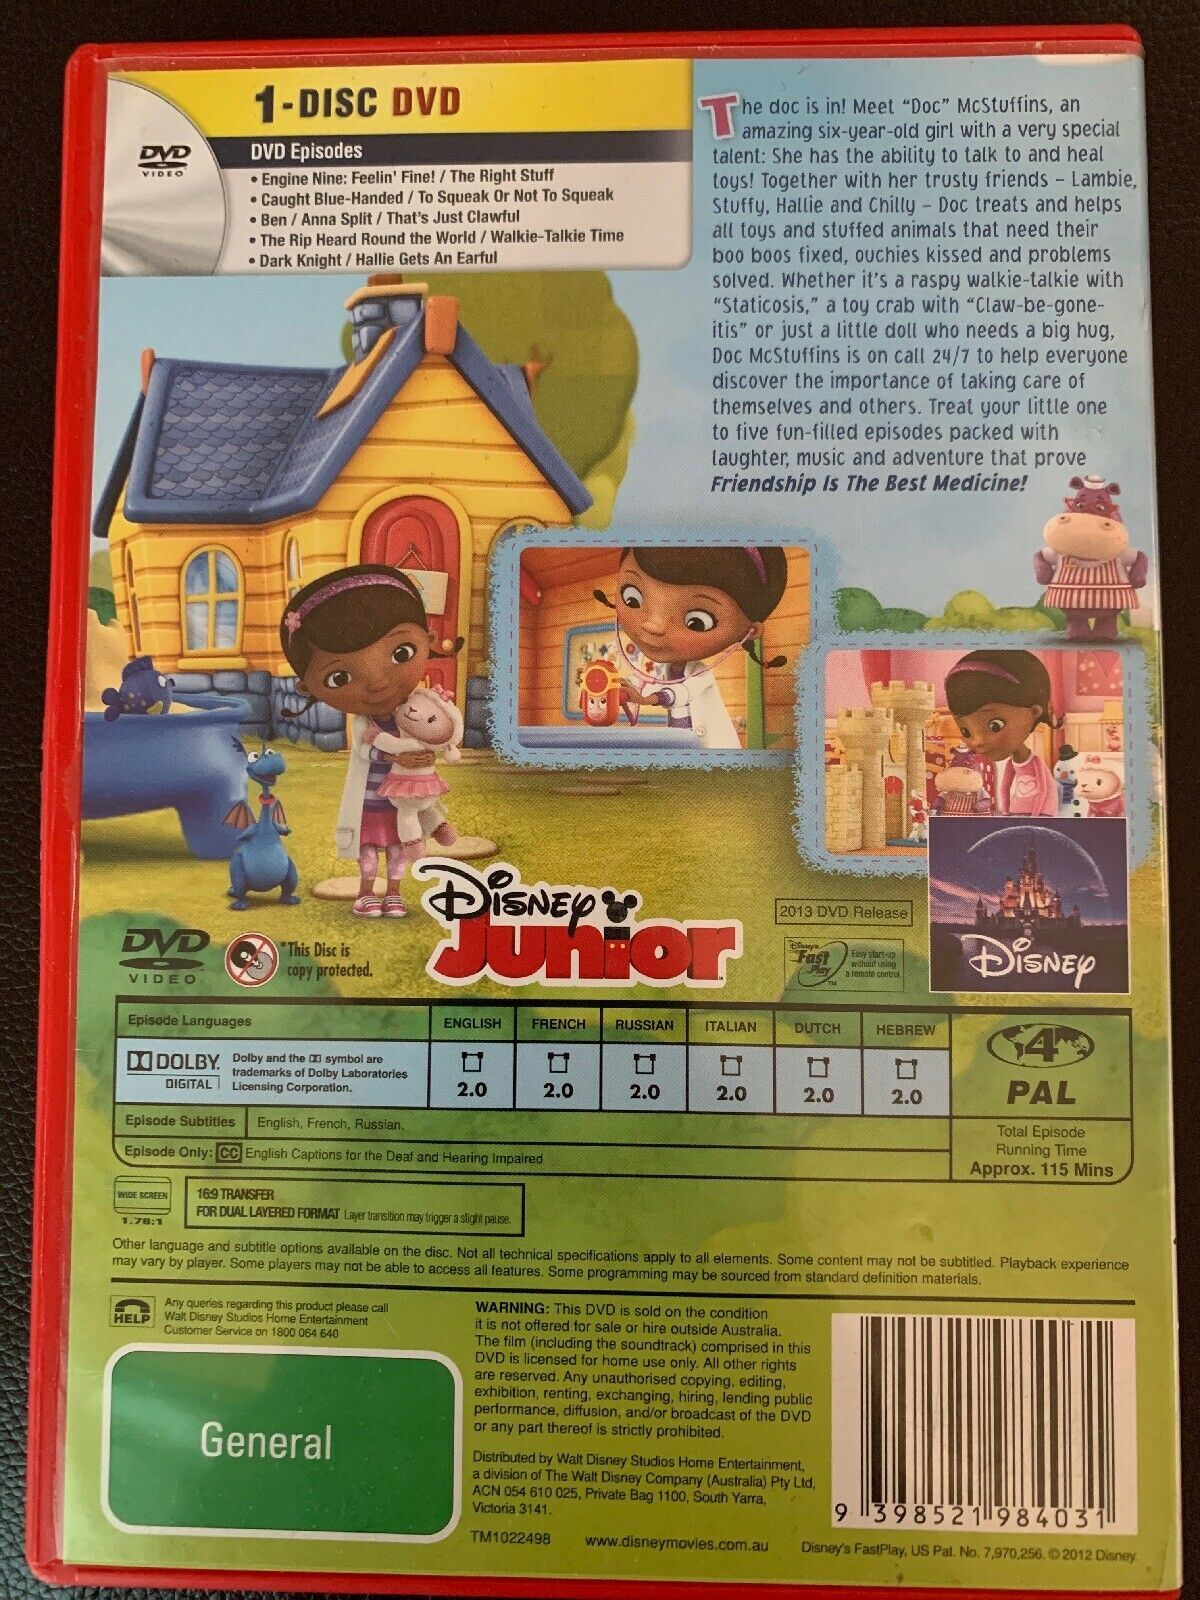 1-DISC DVD
DVD
VIDEO
DVD Episodes
• Engine Nine: Feelin' Fine! / The Right Stuff
• Caught Blue-Handed / To Squeak Or Not To Squeak
• Ben / Anna Split / That's Just Clawful
• The Rip Heard Round the World / Walkie-Talkie Time
• Dark Knight / Hallie Gets An Earful
The doc is in! Meet "Doc" McStuffins, an
amazing six-year-old girl with a very special
talent: She has the ability to talk to and heal
toys! Together with her trusty friends – Lambie,
Stuffy, Hallie and Chilly – Doc treats and helps
all toys and stuffed animals that need their
boo boos fixed, ouchies kissed and problems
solved. Whether it's a raspy walkie-talkie with
"Staticosis," a toy crab with "Claw-be-gone-
itis" or just a little doll who needs a big hug,
Doc McStuffins is on call 24/7 to help everyone
discover the importance of taking care of
themselves and others. Treat your little one
to five fun-filled episodes packed with
laughter, music and adventure that prove
Friendship Is The Best Medicine!
DISNEY
JUNIOR
2013 DVD Release
Disney's
Fast
Play
TM
Easy start-up
without using
a remote control.
DISNEY
DVD
VIDEO
*This Disc is
copy protected.
Episode Languages
ENGLISH FRENCH RUSSIAN ITALIAN DUTCH HEBREW
DOLBY
DIGITAL
Dolby and the DD symbol are
trademarks of Dolby Laboratories
Licensing Corporation.
2.0 2.0 2.0 2.0 2.0 2.0
Episode Subtitles English, French, Russian.
Episode Only: CC English Captions for the Deaf and Hearing Impaired
4
PAL
Total Episode
Running Time
Approx. 115 Mins
WIDE SCREEN
1.78:1
16:9 TRANSFER
FOR DUAL LAYERED FORMAT Layer transition may trigger a slight pause.
Other language and subtitle options available on the disc. Not all technical specifications apply to all elements. Some content may not be subtitled. Playback experience
may vary by player. Some players may not be able to access all features. Some programming may be sourced from standard definition materials.
HELP
Any queries regarding this product please call
Walt Disney Studios Home Entertainment
Customer Service on 1800 064 640
General
WARNING: This DVD is sold on the condition
it is not offered for sale or hire outside Australia.
The film (including the soundtrack) comprised in this
DVD is licensed for home use only. All other rights
are reserved. Any unauthorised copying, editing,
exhibition, renting, exchanging, hiring, lending public
performance, diffusion, and/or broadcast of the DVD
or any part thereof is strictly prohibited.
Distributed by Walt Disney Studios Home Entertainment,
a division of The Walt Disney Company (Australia) Pty Ltd,
ACN 054 610 025, Private Bag 1100, South Yarra,
Victoria 3141.
TM1022498 www.disneymovies.com.au
9 398521 984031
Disney's FastPlay, US Pat. No. 7,970,256. © 2012 Disney.